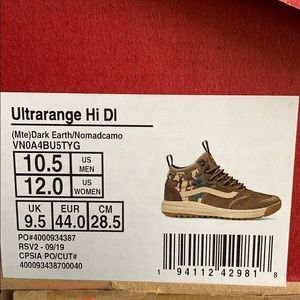 Ultrarange Hi DI
(Mte)Dark Earth/Nomadcamo
VN0A4BU5TYG
10.5 US MEN
12.0 US WOMEN
UK EUR CM
9.5 44.0 28.5
PO#4000934387
RSV2 - 09/19
CPSIA PO/CUT#
400093438700040
1 94112 42981 8